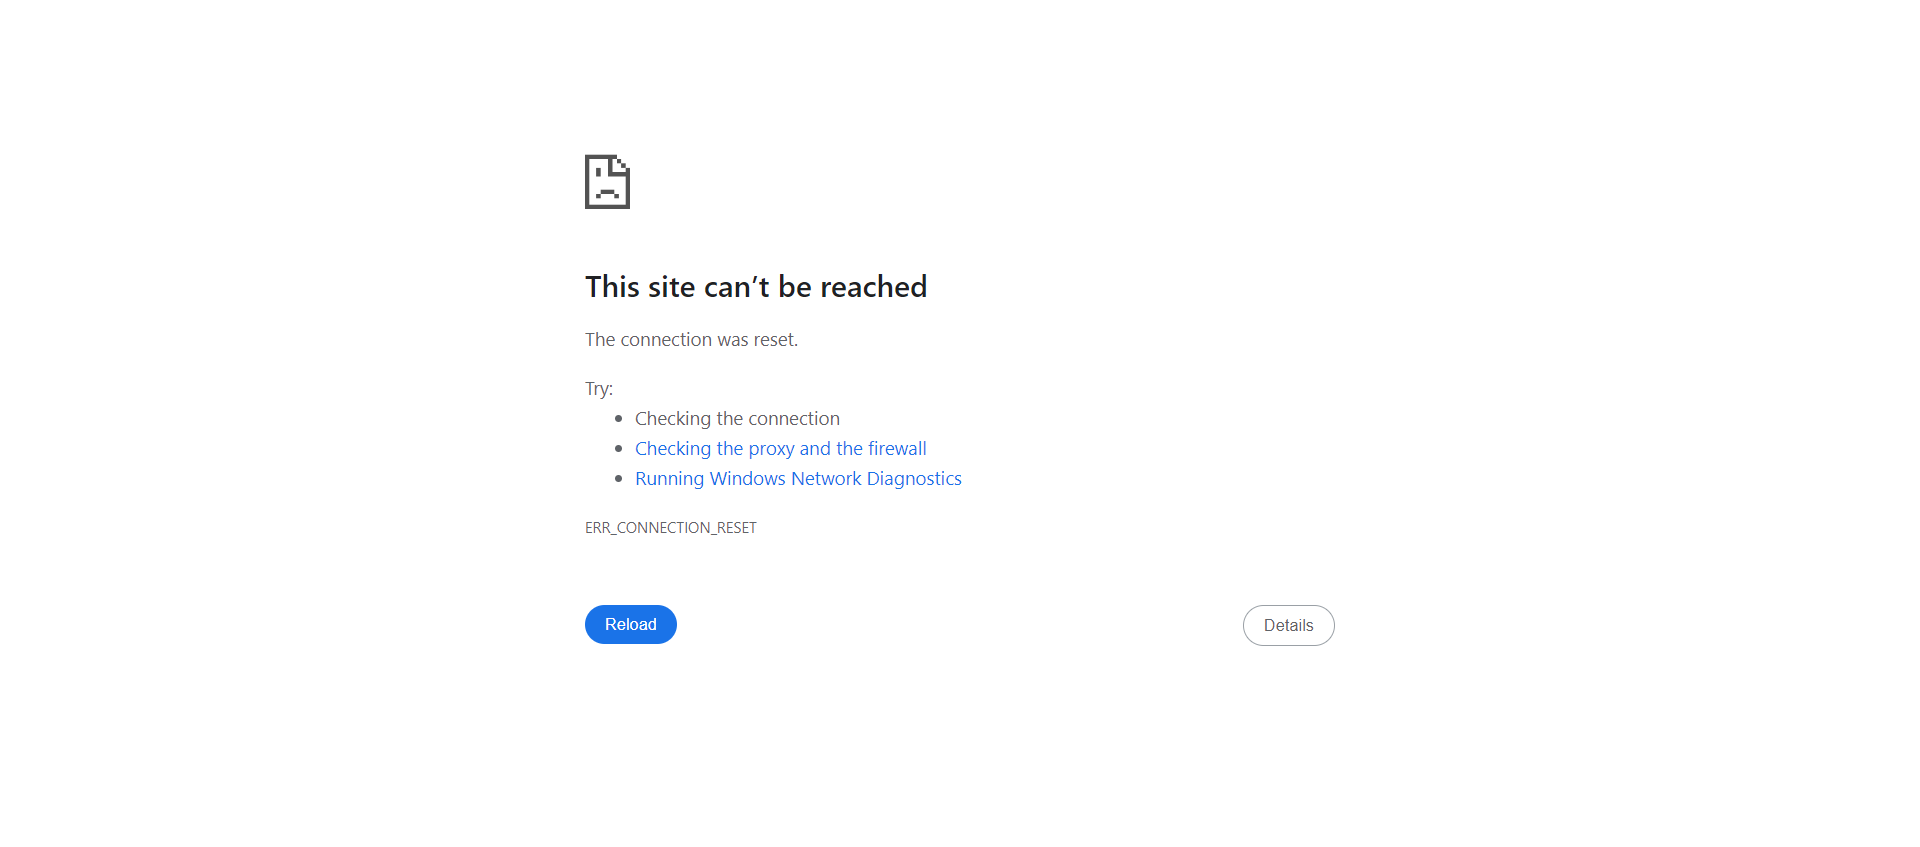 This site can’t be reached
The connection was reset.
Try:
Checking the connection
Checking the proxy and the firewall
Running Windows Network Diagnostics
ERR_CONNECTION_RESET
Reload
Details